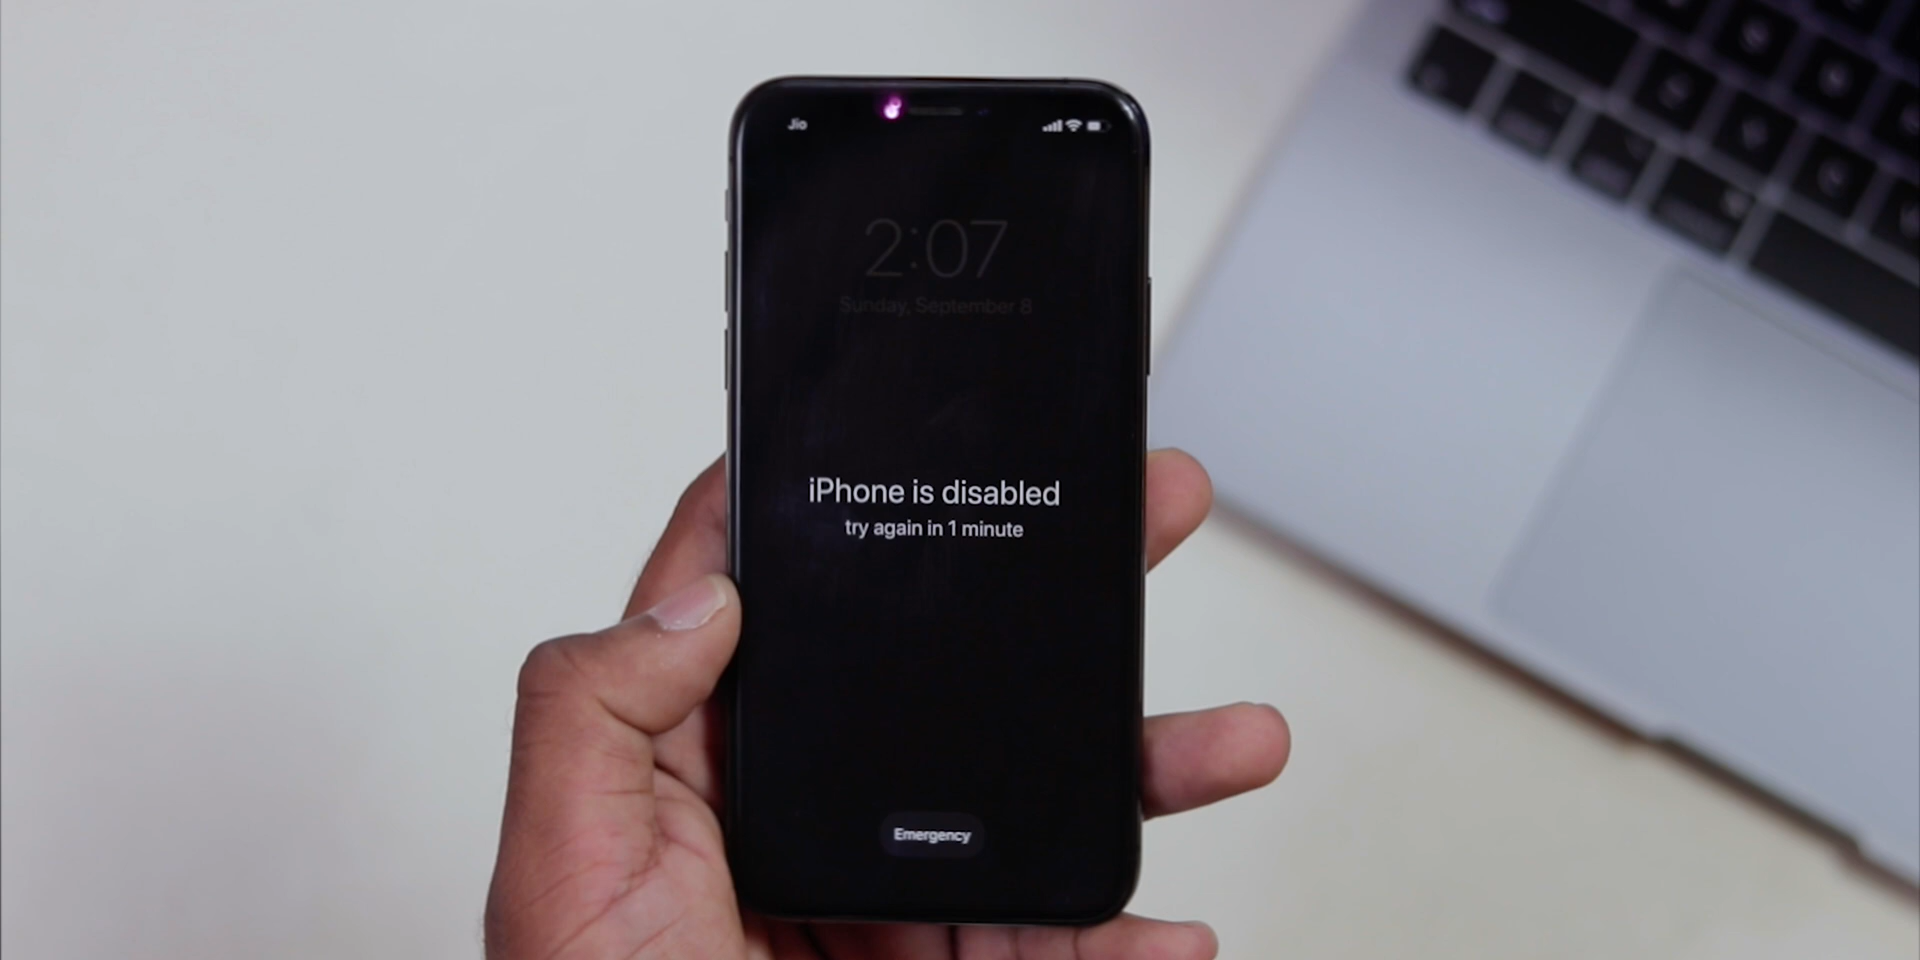 Jio
2:07
Sunday, September 8
iPhone is disabled
try again in 1 minute
Emergency